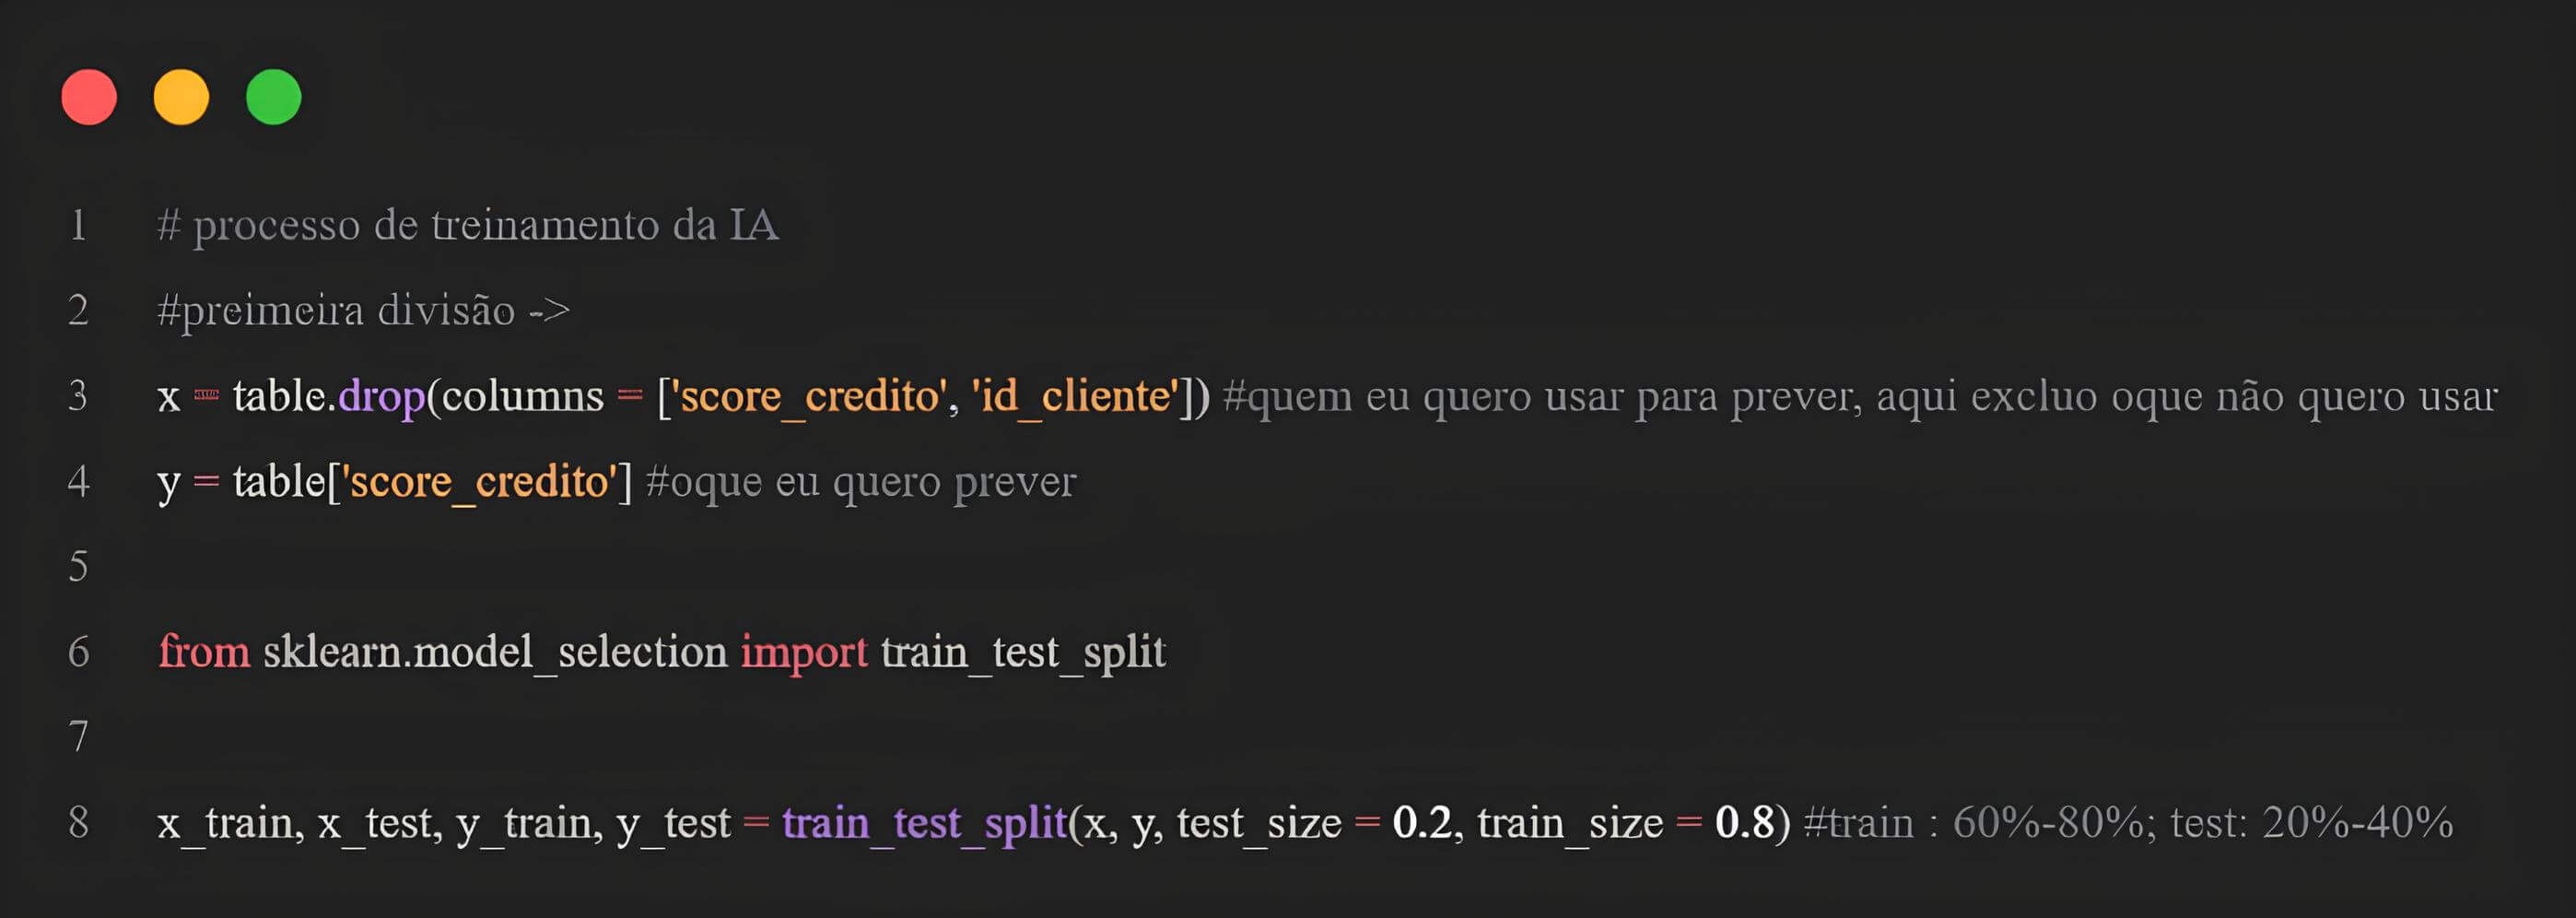 1 # processo de treinamento da IA
2 #preimeira divisão ->
3 x = table.drop(columns = ['score_credito', 'id_cliente']) #quem eu quero usar para prever, aqui excluo oque não quero usar
4 y = table['score_credito'] #oque eu quero prever
5
6 from sklearn.model_selection import train_test_split
7
8 x_train, x_test, y_train, y_test = train_test_split(x, y, test_size = 0.2, train_size = 0.8) #train : 60%-80%; test: 20%-40%